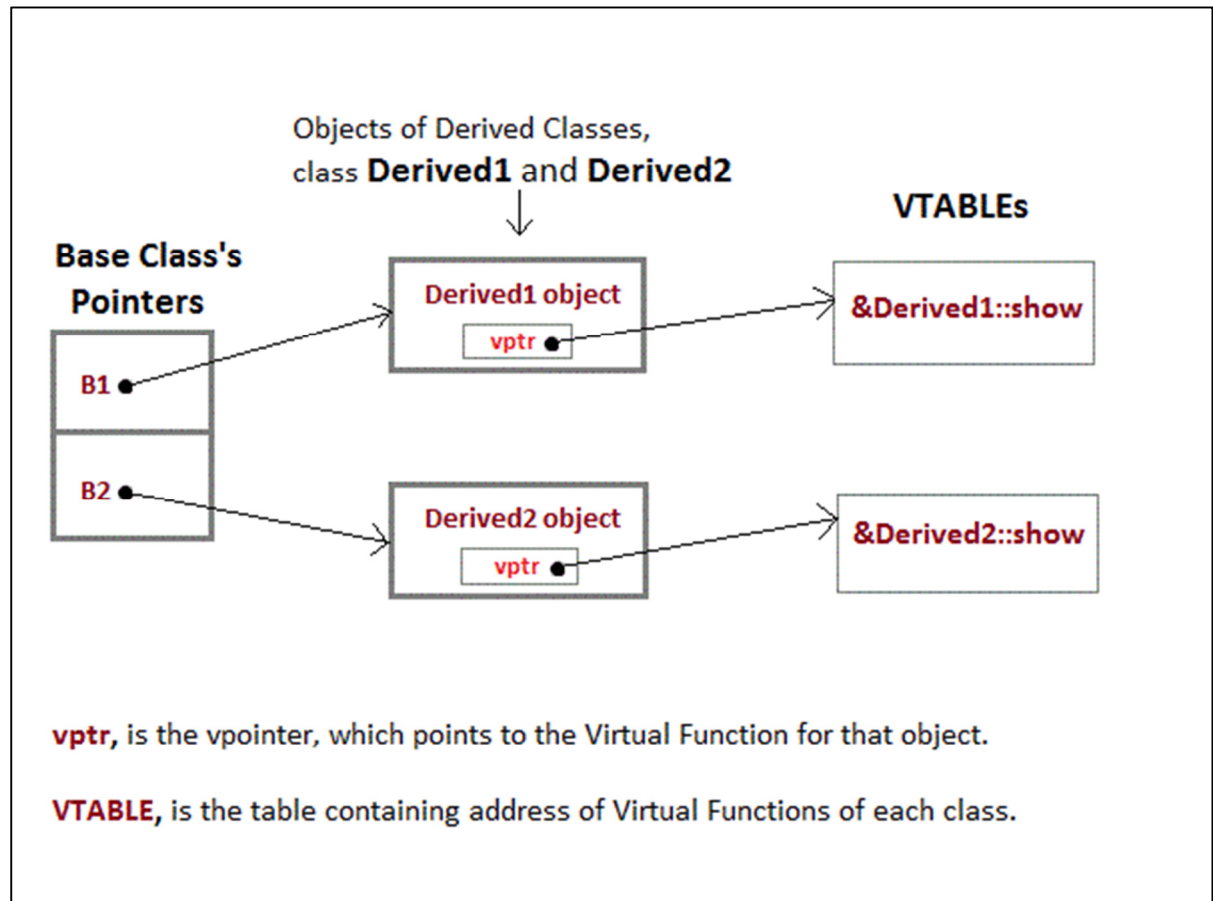 Objects of Derived Classes,
class Derived1 and Derived2
VTABLEs
Base Class's
Pointers
Derived1 object
vptr
&Derived1::show
B1
B2
Derived2 object
vptr
&Derived2::show
vptr, is the vpointer, which points to the Virtual Function for that object.
VTABLE, is the table containing address of Virtual Functions of each class.